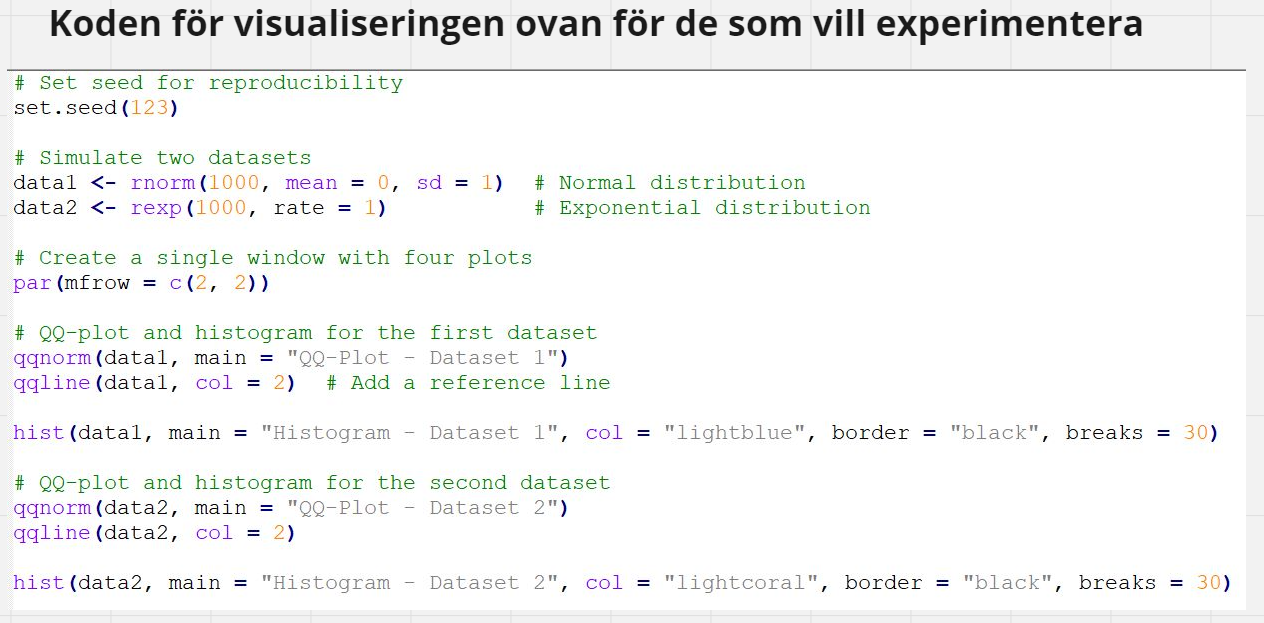 Koden för visualiseringen ovan för de som vill experimentera
# Set seed for reproducibility
set.seed(123)
# Simulate two datasets
data1 <- rnorm(1000, mean = 0, sd = 1)  # Normal distribution
data2 <- rexp(1000, rate = 1)           # Exponential distribution
# Create a single window with four plots
par(mfrow = c(2, 2))
# QQ-plot and histogram for the first dataset
qqnorm(data1, main = "QQ-Plot - Dataset 1")
qqline(data1, col = 2)  # Add a reference line
hist(data1, main = "Histogram - Dataset 1", col = "lightblue", border = "black", breaks = 30)
# QQ-plot and histogram for the second dataset
qqnorm(data2, main = "QQ-Plot - Dataset 2")
qqline(data2, col = 2)
hist(data2, main = "Histogram - Dataset 2", col = "lightcoral", border = "black", breaks = 30)